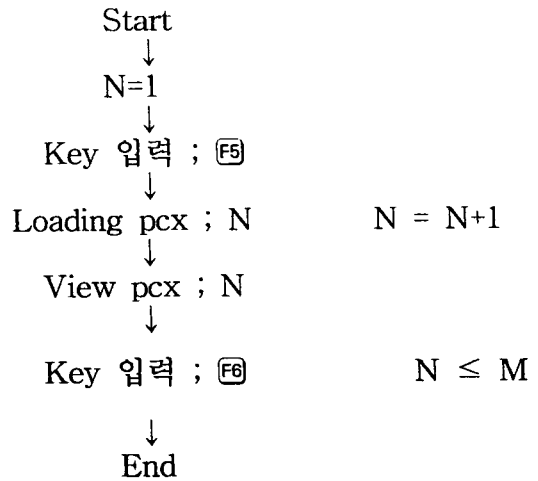 Start
↓
N=1
↓
Key 입력 ; F5
↓
Loading pcx ; N N = N+1
↓
View pcx ; N
↓
Key 입력 ; F6 N ≤ M
↓
End